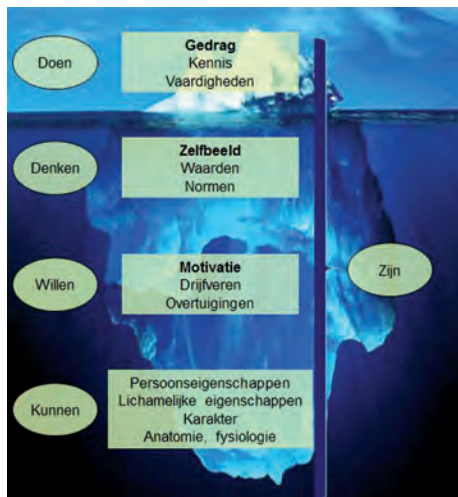 Doen
Gedrag
Kennis
Vaardigheden
Denken
Zelfbeeld
Waarden
Normen
Willen
Motivatie
Drijfveren
Overtuigingen
Zijn
Kunnen
Persoonseigenschappen
Lichamelijke eigenschappen
Karakter
Anatomie, fysiologie